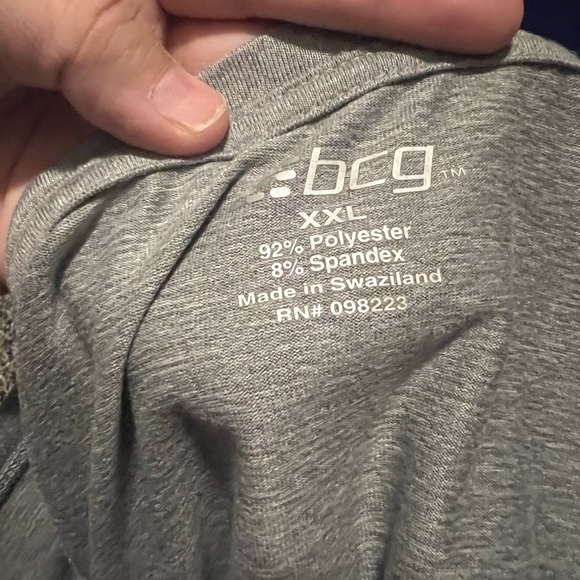 bcg™
XXL
92% Polyester
8% Spandex
Made in Swaziland
RN# 098223